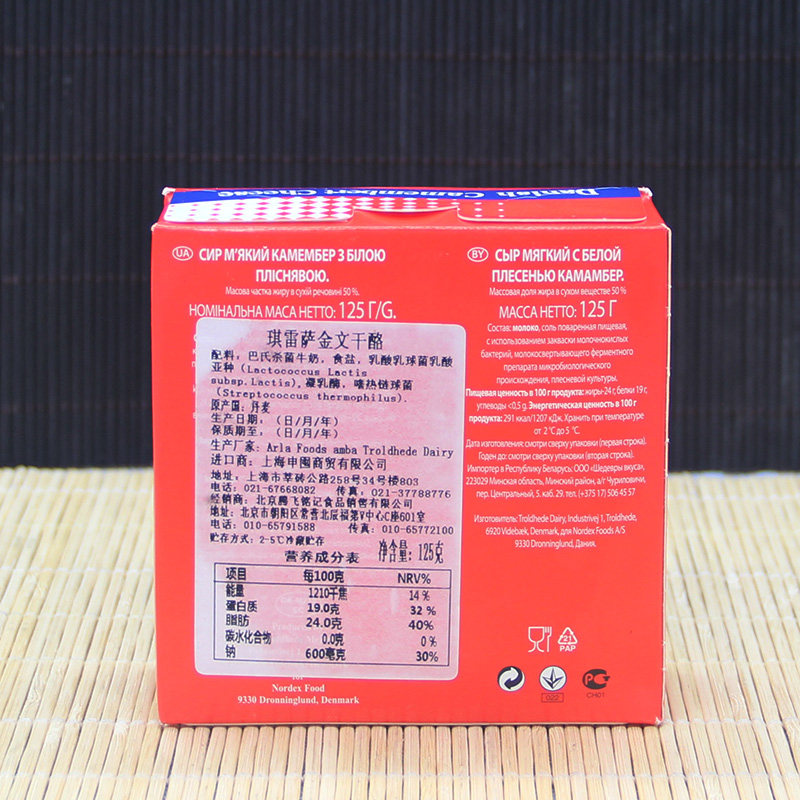 Danish Camembert Cheese
UA СИР М'ЯКИЙ КАМЕМБЕР З БІЛОЮ
ПЛІСНЯВОЮ.
Масова частка жиру в сухій речовині 50 %.
НОМІНАЛЬНА МАСА НЕТТО: 125 Г/G.
琪雷萨金文干酪
配料：巴氏杀菌牛奶，食盐，乳酸乳球菌乳酸
亚种（Lactococcus Lactis
subsp.Lactis），凝乳酶，嗜热链球菌
（Streptococcus thermophilus）.
原产国：丹麦
生产日期：（日/月/年）
保质期至：（日/月/年）
生产厂家：Arla Foods amba Troldhede Dairy
进口商：上海申囤商贸有限公司
地址：上海市莘砖公路258号34号楼803
电话：021-67668082 传真：021-37788776
经销商：北京腾飞铭记食品销售有限公司
地址：北京市朝阳区常营北辰福第V中心C座601室
电话：010-65791588 传真：010-65772100
贮存方式：2-5℃冷藏贮存 净含量：125克
营养成分表
项目 每100克 NRV%
能量 1210千焦 14%
蛋白质 19.0克 32%
脂肪 24.0克 40%
碳水化合物 0.0克 0%
钠 600毫克 30%
for
Nordex Food
9330 Dronninglund, Denmark
BY СЫР МЯГКИЙ С БЕЛОЙ
ПЛЕСЕНЬЮ КАМАМБЕР.
Массовая доля жира в сухом веществе 50 %
МАССА НЕТТО: 125 Г
Состав: молоко, соль поваренная пищевая,
с использованием закваски молочнокислых
бактерий, молокосвертывающего ферментного
препарата микробиологического
происхождения, плесневой культуры.
Пищевая ценность в 100 г продукта: жиры-24 г, белки 19 г,
углеводы <0,5 g. Энергетическая ценность в 100 г
продукта: 291 ккал/1207 кДж. Хранить при температуре
от 2 °C до 5 °C.
Дата изготовления: смотри сверху упаковки (первая строка).
Годен до: смотри сверху упаковки (вторая строка).
Импортер в Республику Беларусь: ООО «Шедевры вкуса»,
223029 Минская область, Минский район, а/г Чуриловичи,
пер. Центральный, 5. каб 29. тел. (+375 17) 506 45 57
Изготовитель: Troldhede Dairy, Industrivej 1, Troldhede,
6920 Videbæk, Denmark, для Nordex Foods A/S
9330 Dronninglund, Дания.
21
PAP
022
CH01